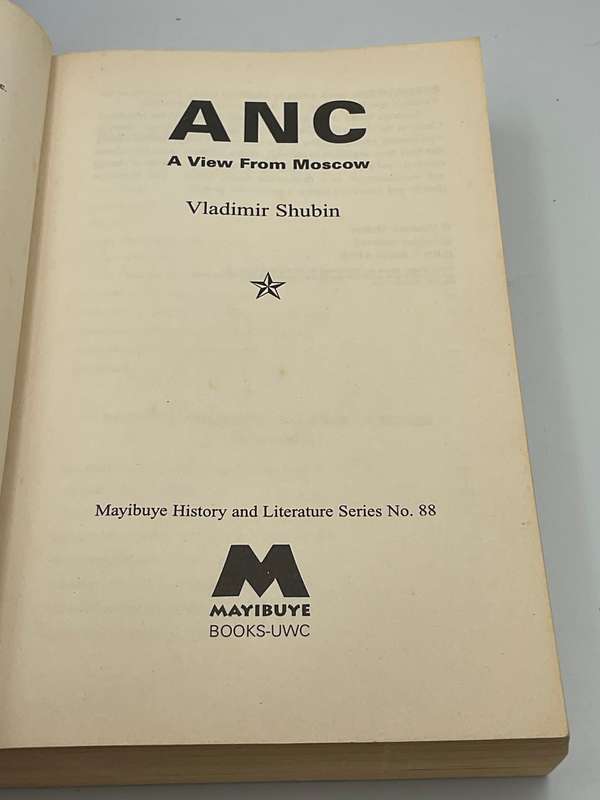 ANC
A View From Moscow
Vladimir Shubin
Mayibuye History and Literature Series No. 88
M
MAYIBUYE
BOOKS-UWC